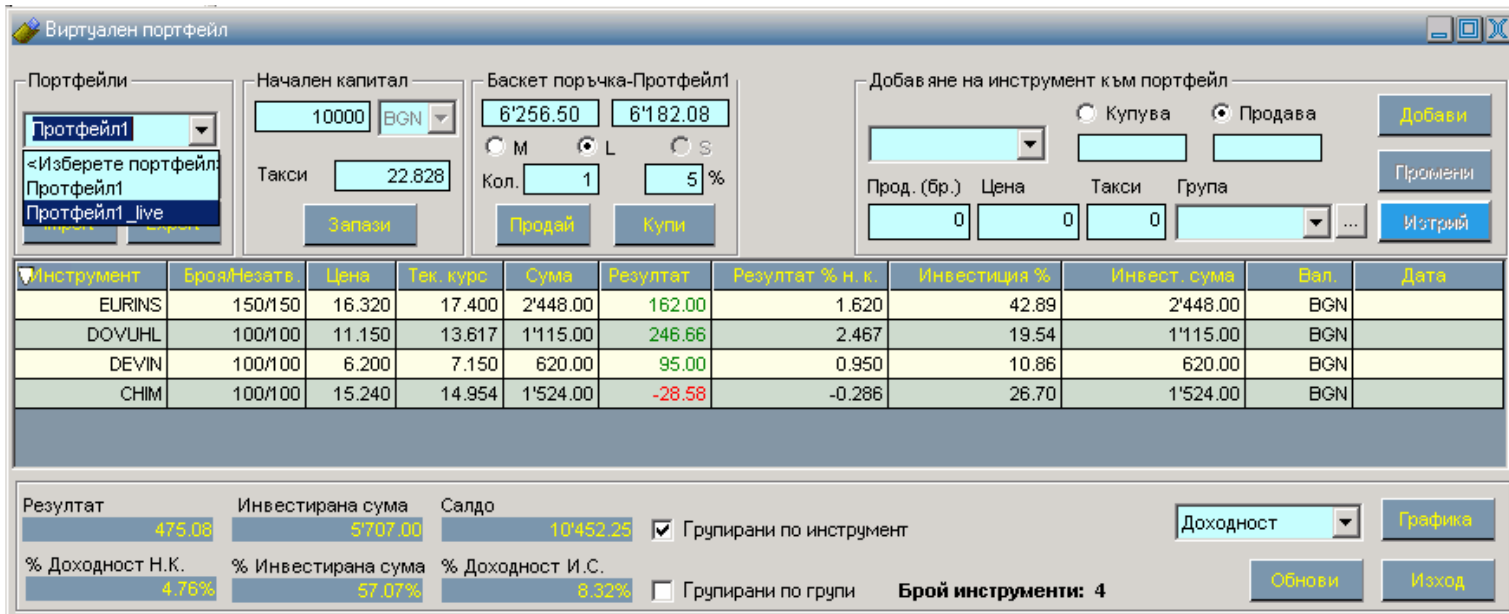 Виртуален портфейл
Портфейли
Протфейл1
<Изберете портфейл
Протфейл1
Протфейл1_live
Начален капитал
10000 BGN
Такси 22.828
Запази
Баскет поръчка-Протфейл1
6'256.50 6'182.08
M L S
Кол. 1 5 %
Продай Купи
Добавяне на инструмент към портфейл
Купува Продава
Прод. (бр.) Цена Такси Група
0 0 0 ...
Добави
Промени
Изтрий
Инструмент Броя/Незатв. Цена Тек. курс Сума Резултат Резултат % н. к. Инвестиция % Инвест. сума Вал. Дата
EURINS 150/150 16.320 17.400 2'448.00 162.00 1.620 42.89 2'448.00 BGN
DOVUHL 100/100 11.150 13.617 1'115.00 246.66 2.467 19.54 1'115.00 BGN
DEVIN 100/100 6.200 7.150 620.00 95.00 0.950 10.86 620.00 BGN
CHIM 100/100 15.240 14.954 1'524.00 -28.58 -0.286 26.70 1'524.00 BGN
Резултат Инвестирана сума Салдо
475.08 5'707.00 10'452.25 Групирани по инструмент Доходност Графика
% Доходност Н.К. % Инвестирана сума % Доходност И.С.
4.76% 57.07% 8.32% Групирани по групи Брой инструменти: 4 Обнови Изход